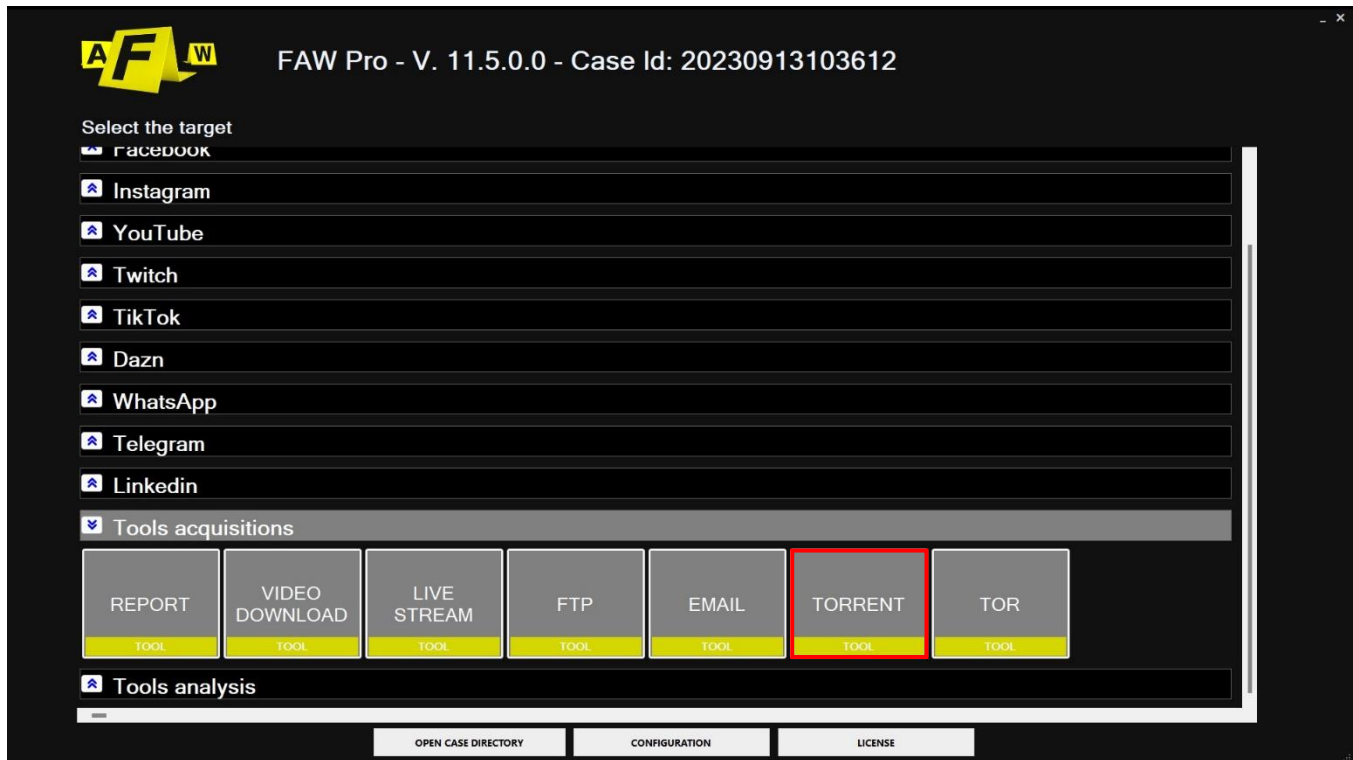 A F W
FAW Pro - V. 11.5.0.0 - Case Id: 20230913103612
Select the target
Facebook
Instagram
YouTube
Twitch
TikTok
Dazn
WhatsApp
Telegram
Linkedin
Tools acquisitions
REPORT
TOOL
VIDEO
DOWNLOAD
TOOL
LIVE
STREAM
TOOL
FTP
TOOL
EMAIL
TOOL
TORRENT
TOOL
TOR
TOOL
Tools analysis
OPEN CASE DIRECTORY
CONFIGURATION
LICENSE